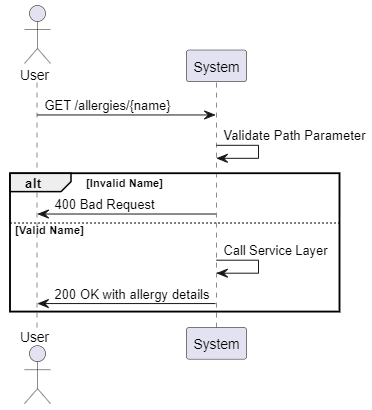 User
System
GET /allergies/{name}
Validate Path Parameter
alt [Invalid Name]
400 Bad Request
[Valid Name]
Call Service Layer
200 OK with allergy details
User
System